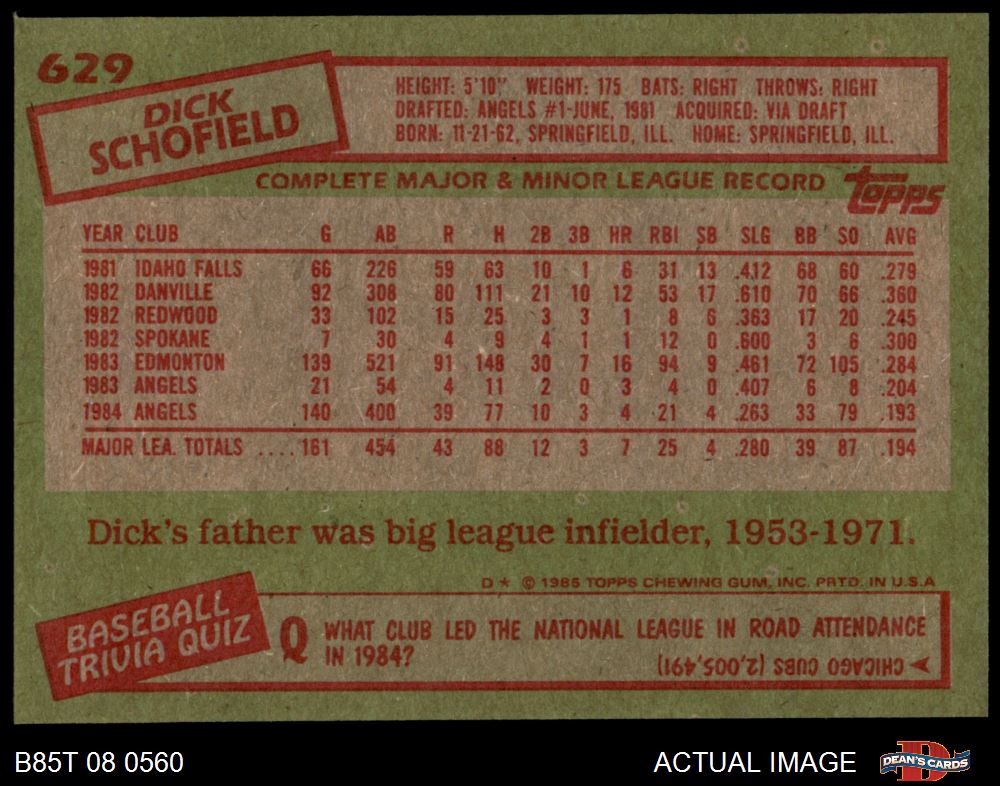 629
DICK
SCHOFIELD
HEIGHT: 5'10" WEIGHT: 175 BATS: RIGHT THROWS: RIGHT
DRAFTED: ANGELS #1-JUNE, 1981 ACQUIRED: VIA DRAFT
BORN: 11-21-62, SPRINGFIELD, ILL. HOME: SPRINGFIELD, ILL.
COMPLETE MAJOR & MINOR LEAGUE RECORD
topps
YEAR CLUB G AB R H 2B 3B HR RBI SB SLG BB SO AVG
1981 IDAHO FALLS 66 226 59 63 10 1 6 31 13 .412 68 60 .279
1982 DANVILLE 92 308 80 111 21 10 12 53 17 .610 70 66 .360
1982 REDWOOD 33 102 15 25 3 3 1 8 6 .363 17 20 .245
1982 SPOKANE 7 30 4 9 4 1 1 12 0 .600 3 6 .300
1983 EDMONTON 139 521 91 148 30 7 16 94 9 .461 72 105 .284
1983 ANGELS 21 54 4 11 2 0 3 4 0 .407 6 8 .204
1984 ANGELS 140 400 39 77 10 3 4 21 4 .263 33 79 .193
MAJOR LEA. TOTALS .... 161 454 43 88 12 3 7 25 4 .280 39 87 .194
Dick's father was big league infielder, 1953-1971.
D* © 1985 TOPPS CHEWING GUM, INC. PRTD. IN U.S.A
BASEBALL
TRIVIA QUIZ
Q WHAT CLUB LED THE NATIONAL LEAGUE IN ROAD ATTENDANCE
IN 1984?
CHICAGO CUBS (2,005,491)
B85T 08 0560
ACTUAL IMAGE
D
DEAN'S CARDS